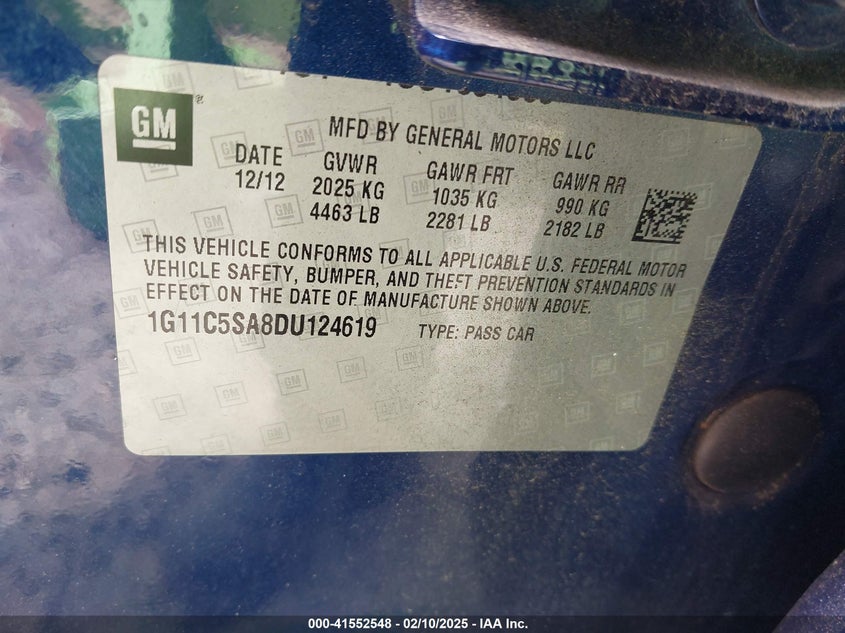 GM
MFD BY GENERAL MOTORS LLC
DATE GVWR GAWR FRT GAWR RR
12/12 2025 KG 1035 KG 990 KG
4463 LB 2281 LB 2182 LB
THIS VEHICLE CONFORMS TO ALL APPLICABLE U.S. FEDERAL MOTOR
VEHICLE SAFETY, BUMPER, AND THEFT PREVENTION STANDARDS IN
EFFECT ON THE DATE OF MANUFACTURE SHOWN ABOVE.
1G11C5SA8DU124619 TYPE: PASS CAR
000-41552548 - 02/10/2025 - IAA Inc.